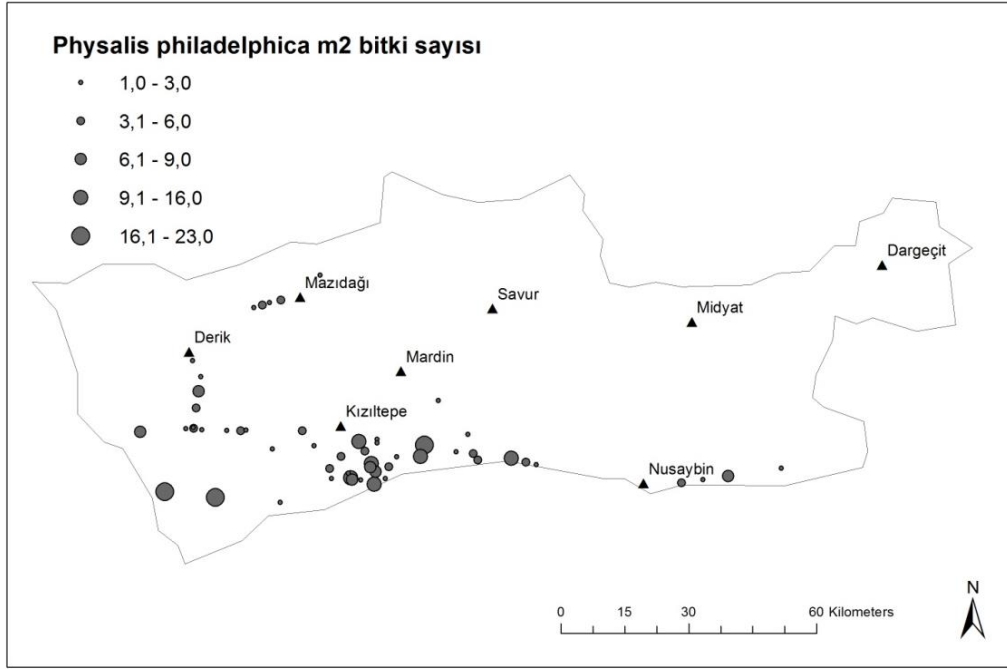 Physalis philadelphica m2 bitki sayısı
1,0 - 3,0
3,1 - 6,0
6,1 - 9,0
9,1 - 16,0
16,1 - 23,0
Dargeçit
Mazıdağı
Savur
Midyat
Derik
Mardin
Kızıltepe
Nusaybin
N
0 15 30 60 Kilometers